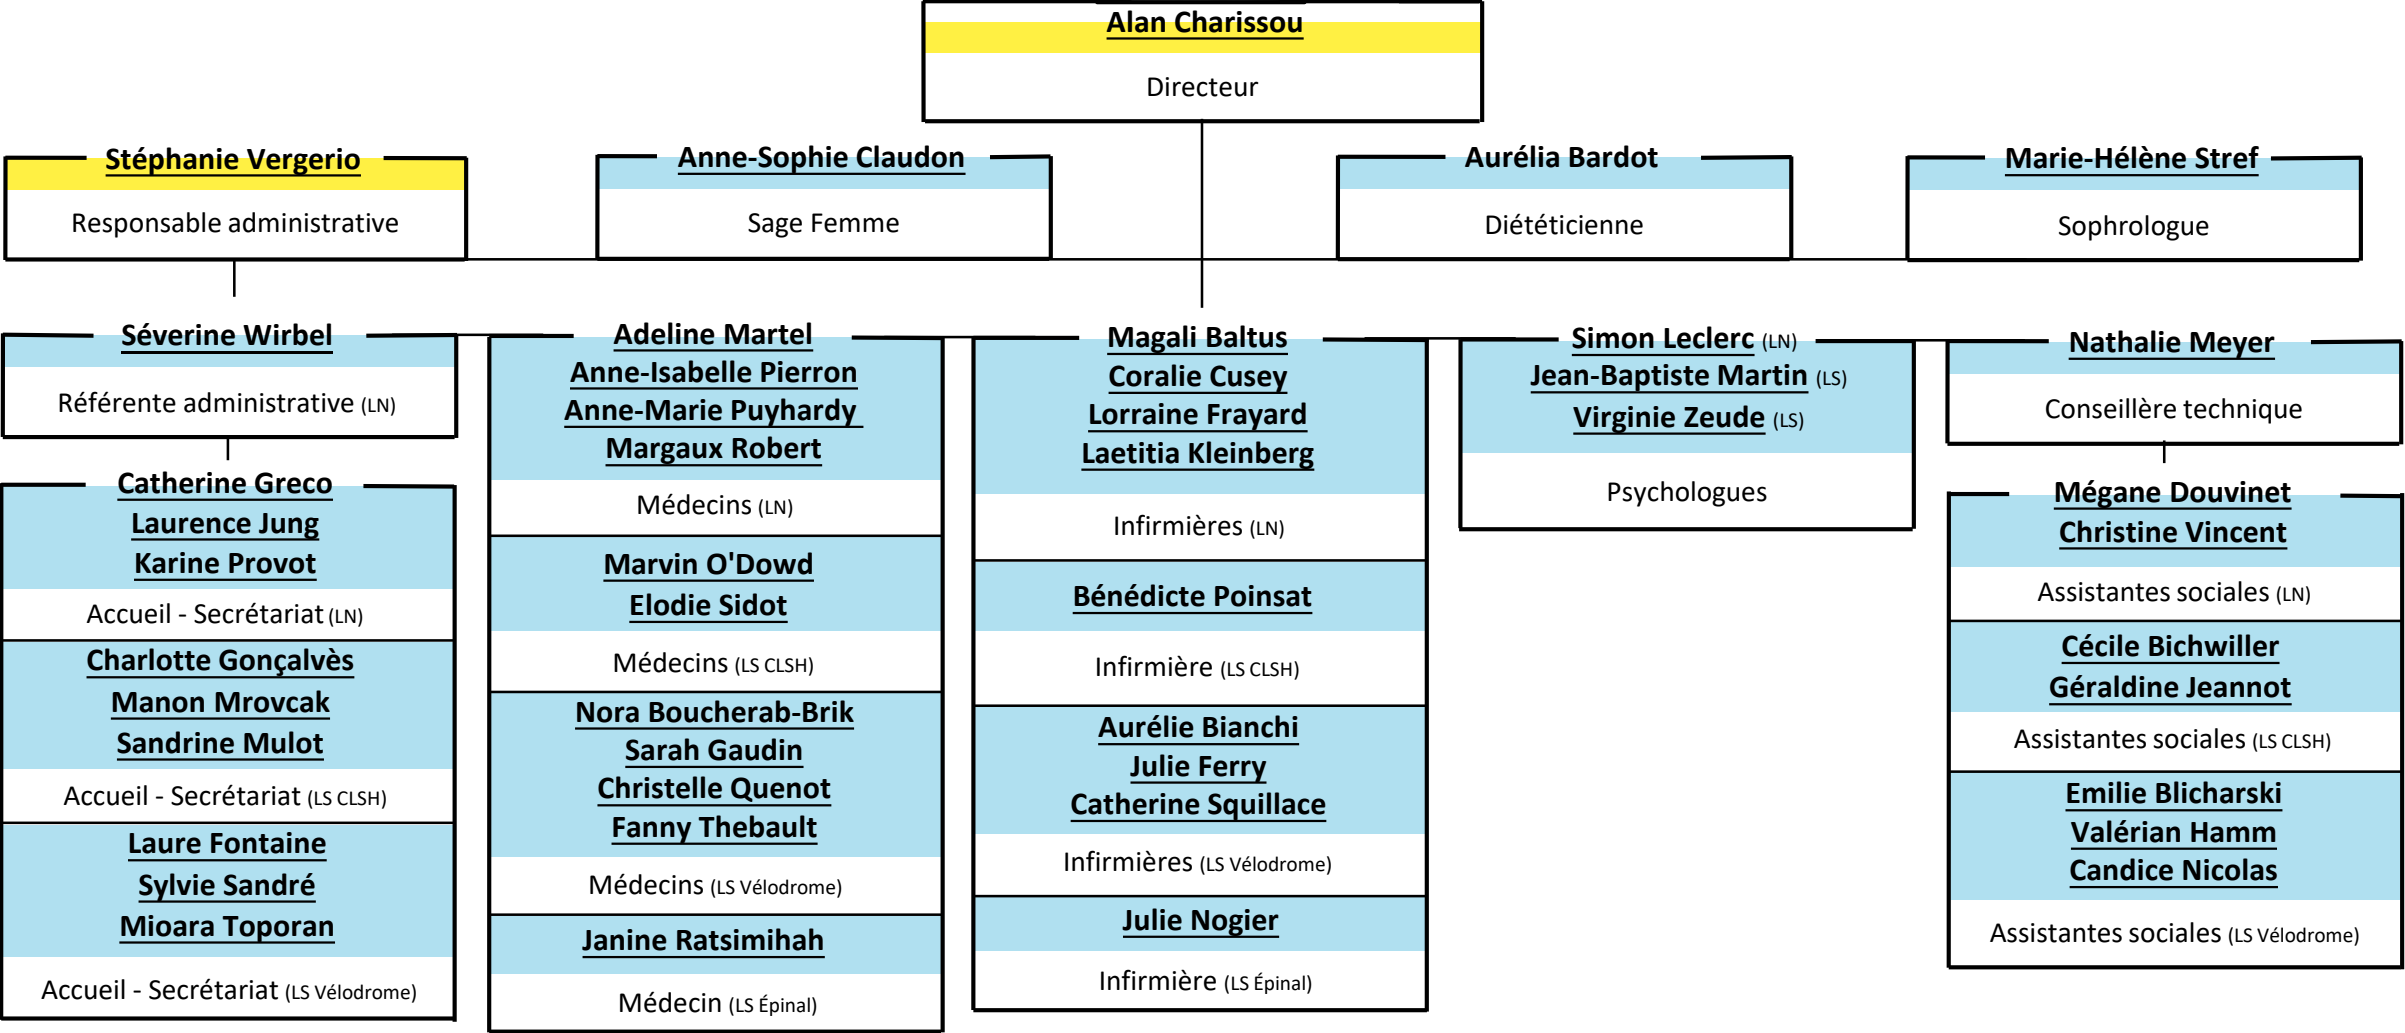 Alan Charissou
Directeur
Stéphanie Vergerio
Responsable administrative
Anne-Sophie Claudon
Sage Femme
Aurélia Bardot
Diététicienne
Marie-Hélène Stref
Sophrologue
Séverine Wirbel
Référente administrative (LN)
Catherine Greco
Laurence Jung
Karine Provot
Accueil - Secrétariat (LN)
Charlotte Gonçalvès
Manon Mrovcak
Sandrine Mulot
Accueil - Secrétariat (LS CLSH)
Laure Fontaine
Sylvie Sandré
Mioara Toporan
Accueil - Secrétariat (LS Vélodrome)
Adeline Martel
Anne-Isabelle Pierron
Anne-Marie Puyhardy
Margaux Robert
Médecins (LN)
Marvin O'Dowd
Elodie Sidot
Médecins (LS CLSH)
Nora Boucherab-Brik
Sarah Gaudin
Christelle Quenot
Fanny Thebault
Médecins (LS Vélodrome)
Janine Ratsimihah
Médecin (LS Épinal)
Magali Baltus
Coralie Cusey
Lorraine Frayard
Laetitia Kleinberg
Infirmières (LN)
Bénédicte Poinsat
Infirmière (LS CLSH)
Aurélie Bianchi
Julie Ferry
Catherine Squillace
Infirmières (LS Vélodrome)
Julie Nogier
Infirmière (LS Épinal)
Simon Leclerc (LN)
Jean-Baptiste Martin (LS)
Virginie Zeude (LS)
Psychologues
Nathalie Meyer
Conseillère technique
Mégane Douvinet
Christine Vincent
Assistantes sociales (LN)
Cécile Bichwiller
Géraldine Jeannot
Assistantes sociales (LS CLSH)
Emilie Blicharski
Valérian Hamm
Candice Nicolas
Assistantes sociales (LS Vélodrome)